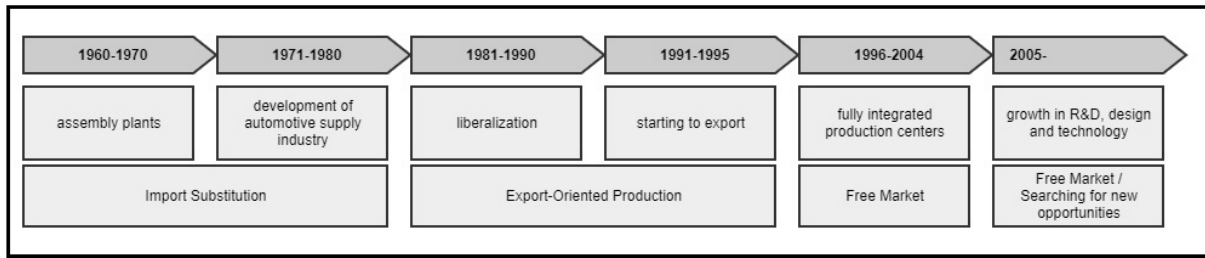 1960-1970
1971-1980
1981-1990
1991-1995
1996-2004
2005-
assembly plants
development of
automotive supply
industry
liberalization
starting to export
fully integrated
production centers
growth in R&D, design
and technology
Import Substitution
Export-Oriented Production
Free Market
Free Market /
Searching for new
opportunities